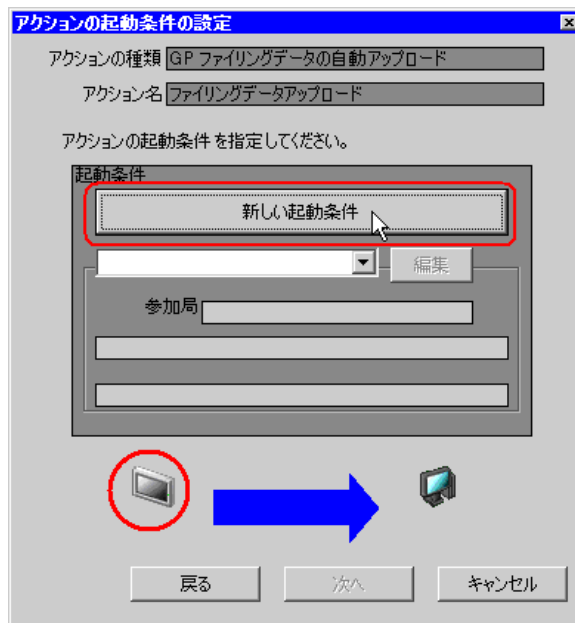 アクションの起動条件の設定
アクションの種類 GP ファイリングデータの自動アップロード
アクション名 ファイリングデータアップロード
アクションの起動条件 を指定してください。
起動条件
新しい起動条件
編集
参加局
戻る 次へ キャンセル